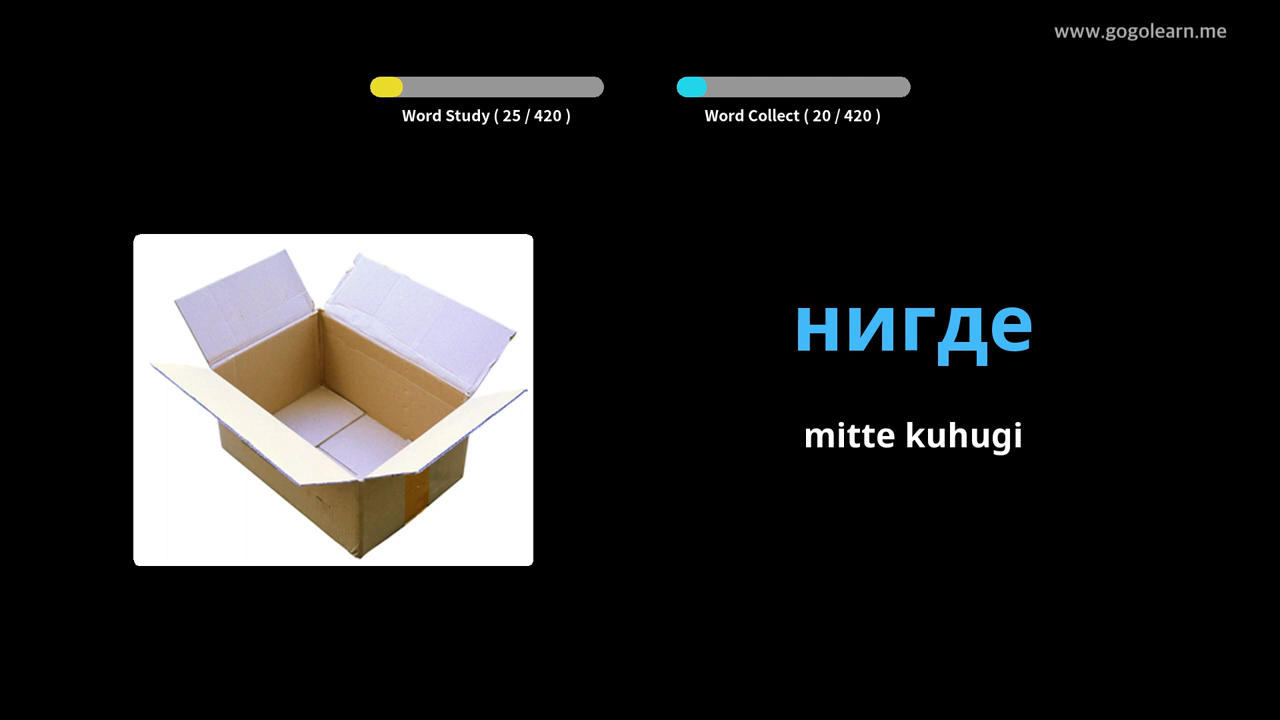 www.gogolearn.me
Word Study ( 25 / 420 )
Word Collect ( 20 / 420 )
нигде
mitte kuhugi